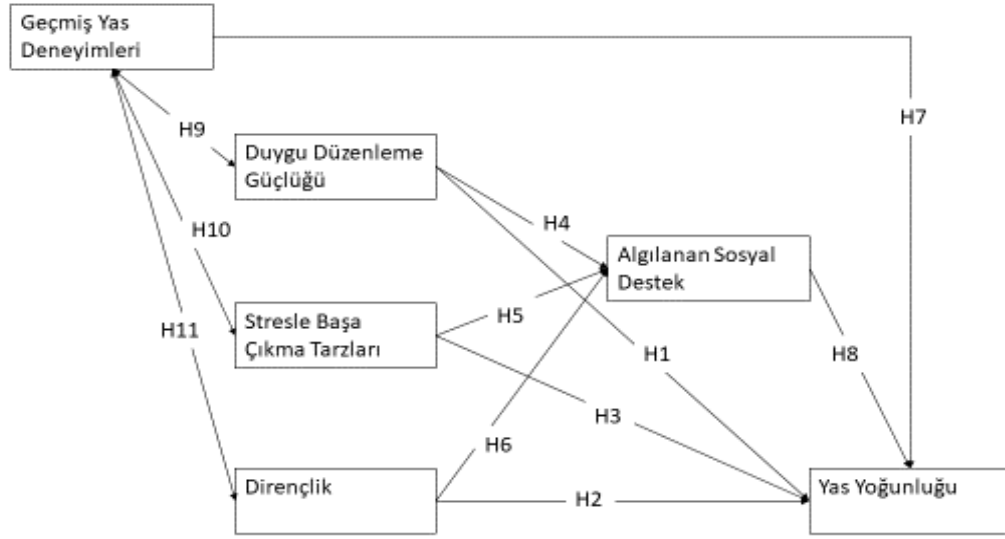 Geçmiş Yas
Deneyimleri
H7
H9
Duygu Düzenleme
Güçlüğü
H4
H10
Algılanan Sosyal
Destek
H5
Stresle Başa
Çıkma Tarzları
H11
H1
H8
H3
H6
Dirençlik
H2
Yas Yoğunluğu